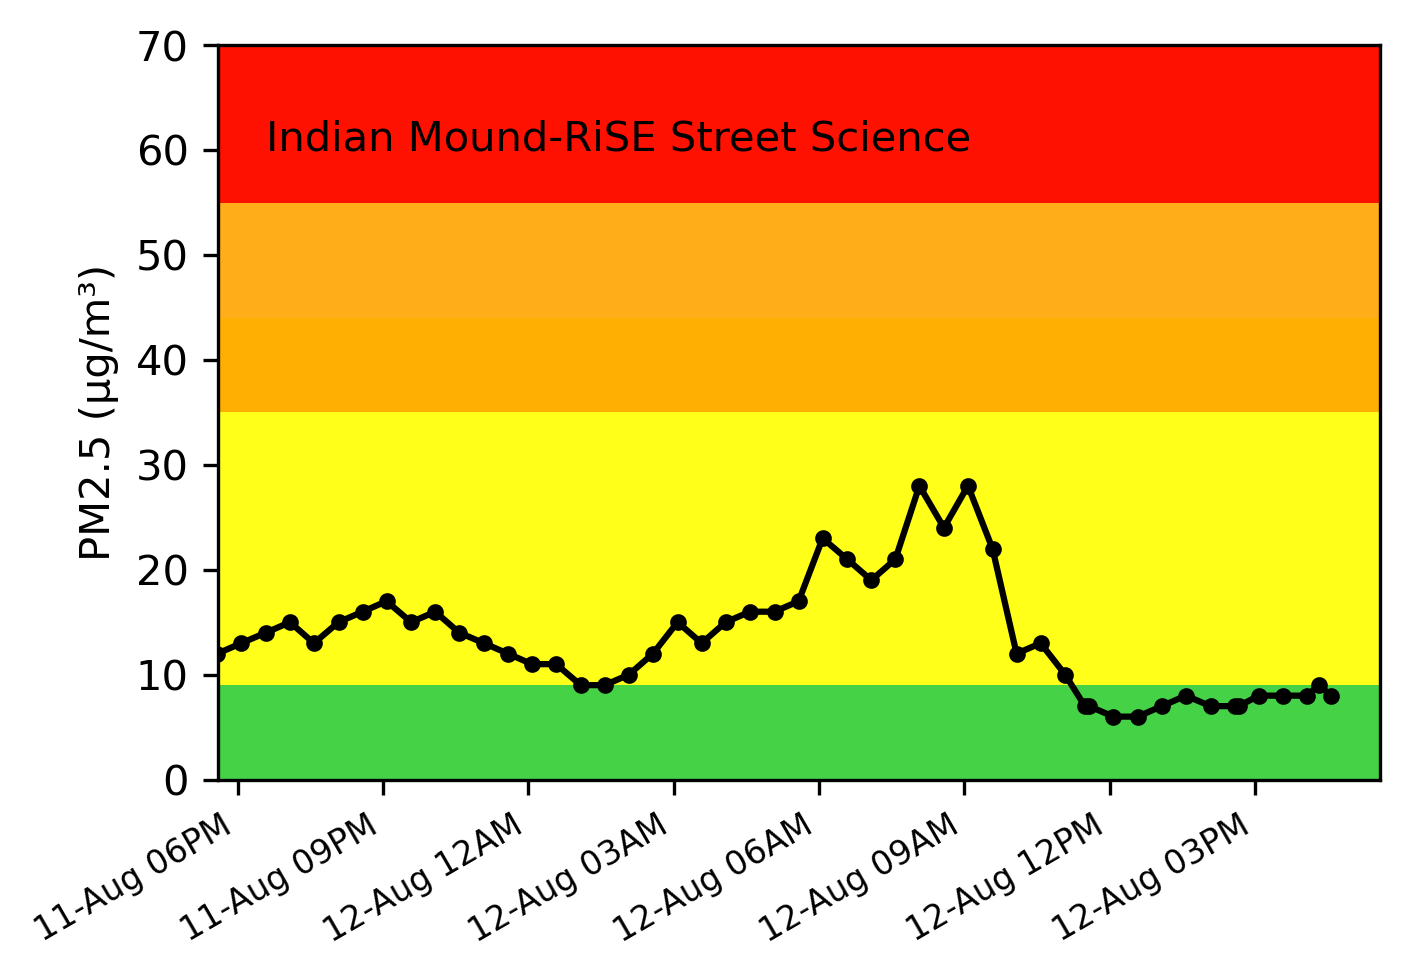 70
Indian Mound-RiSE Street Science
60
50
40
30
20
10
0
PM2.5 (µg/m³)
11-Aug 06PM
11-Aug 09PM
12-Aug 12AM
12-Aug 03AM
12-Aug 06AM
12-Aug 09AM
12-Aug 12PM
12-Aug 03PM